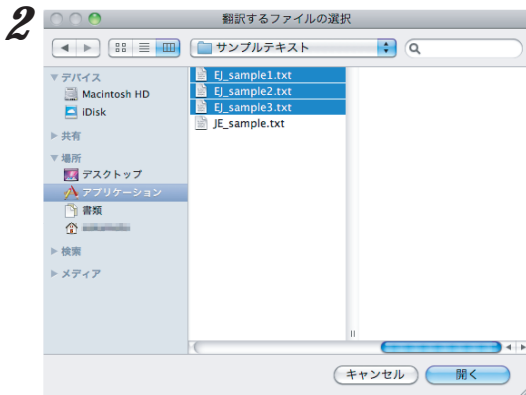 2
翻訳するファイルの選択
サンプルテキスト
デバイス
Macintosh HD
iDisk
共有
場所
デスクトップ
アプリケーション
書類
検索
メディア
EJ_sample1.txt
EJ_sample2.txt
EJ_sample3.txt
JE_sample.txt
キャンセル
開く